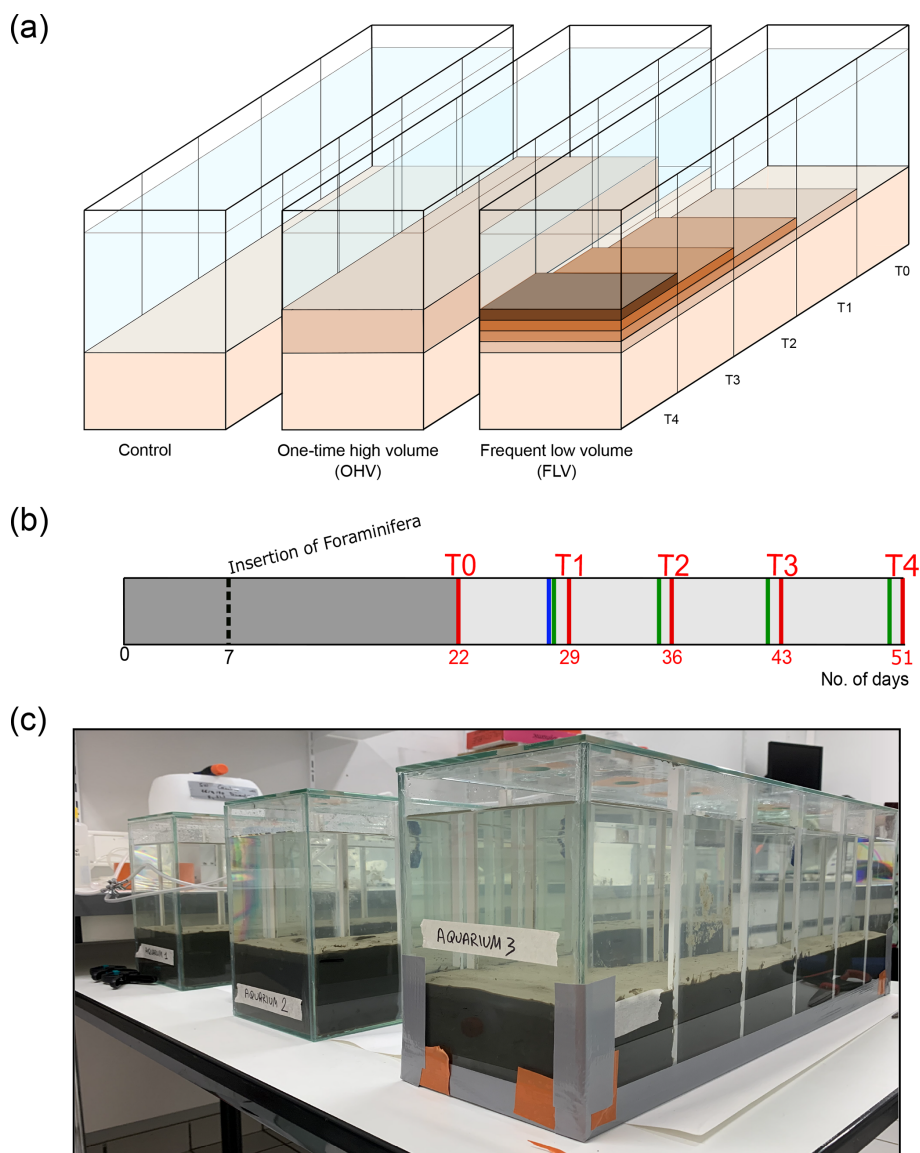 (a)
T0
T1
T2
T3
T4
Control
One-time high volume
(OHV)
Frequent low volume
(FLV)
(b)
Insertion of Foraminifera
T0
T1
T2
T3
T4
0
7
22
29
36
43
51
No. of days
(c)
AQUARIUM 1
AQUARIUM 2
AQUARIUM 3